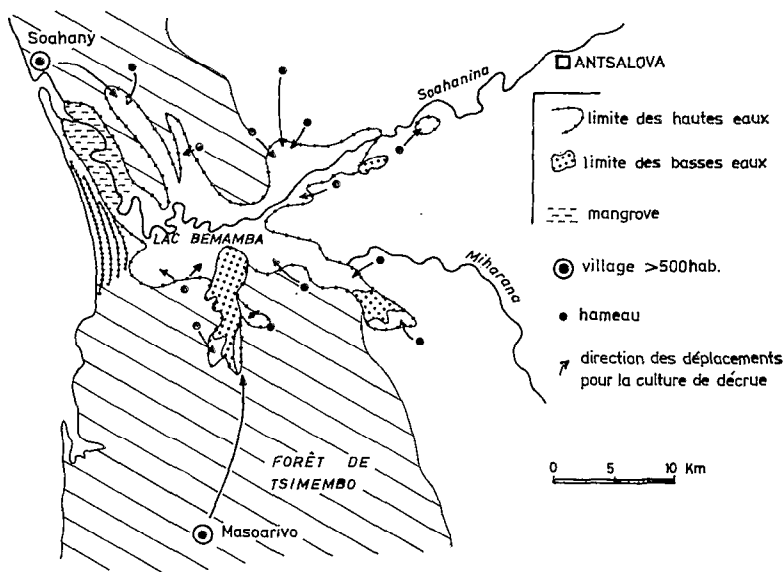 Soahany
Soahanina
ANTSALOVA
limite des hautes eaux
limite des basses eaux
mangrove
LAC BEMAMBA
Miharana
village >500hab.
hameau
direction des déplacements
pour la culture de décrue
FORÊT DE
TSIMEMBO
0 5 10 Km
Masoarivo